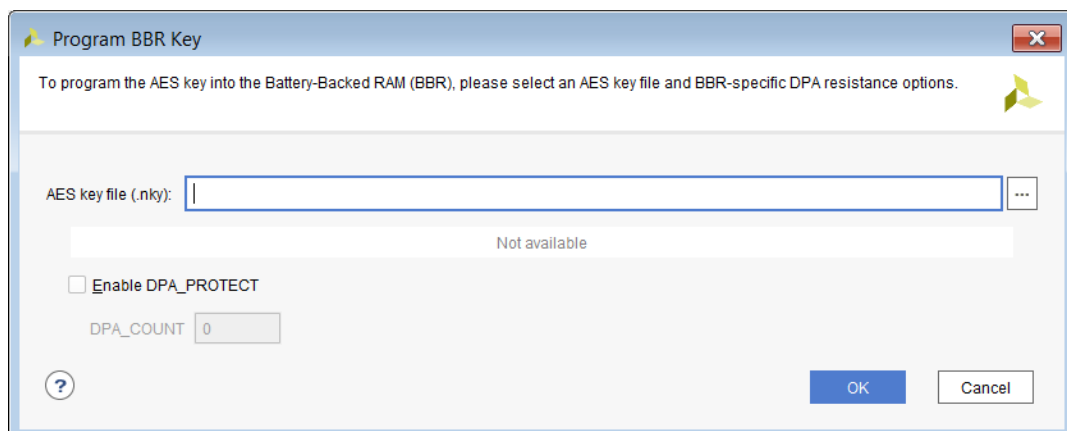 Program BBR Key
To program the AES key into the Battery-Backed RAM (BBR), please select an AES key file and BBR-specific DPA resistance options.
AES key file (.nky):
...
Not available
Enable DPA_PROTECT
DPA_COUNT 0
? OK Cancel